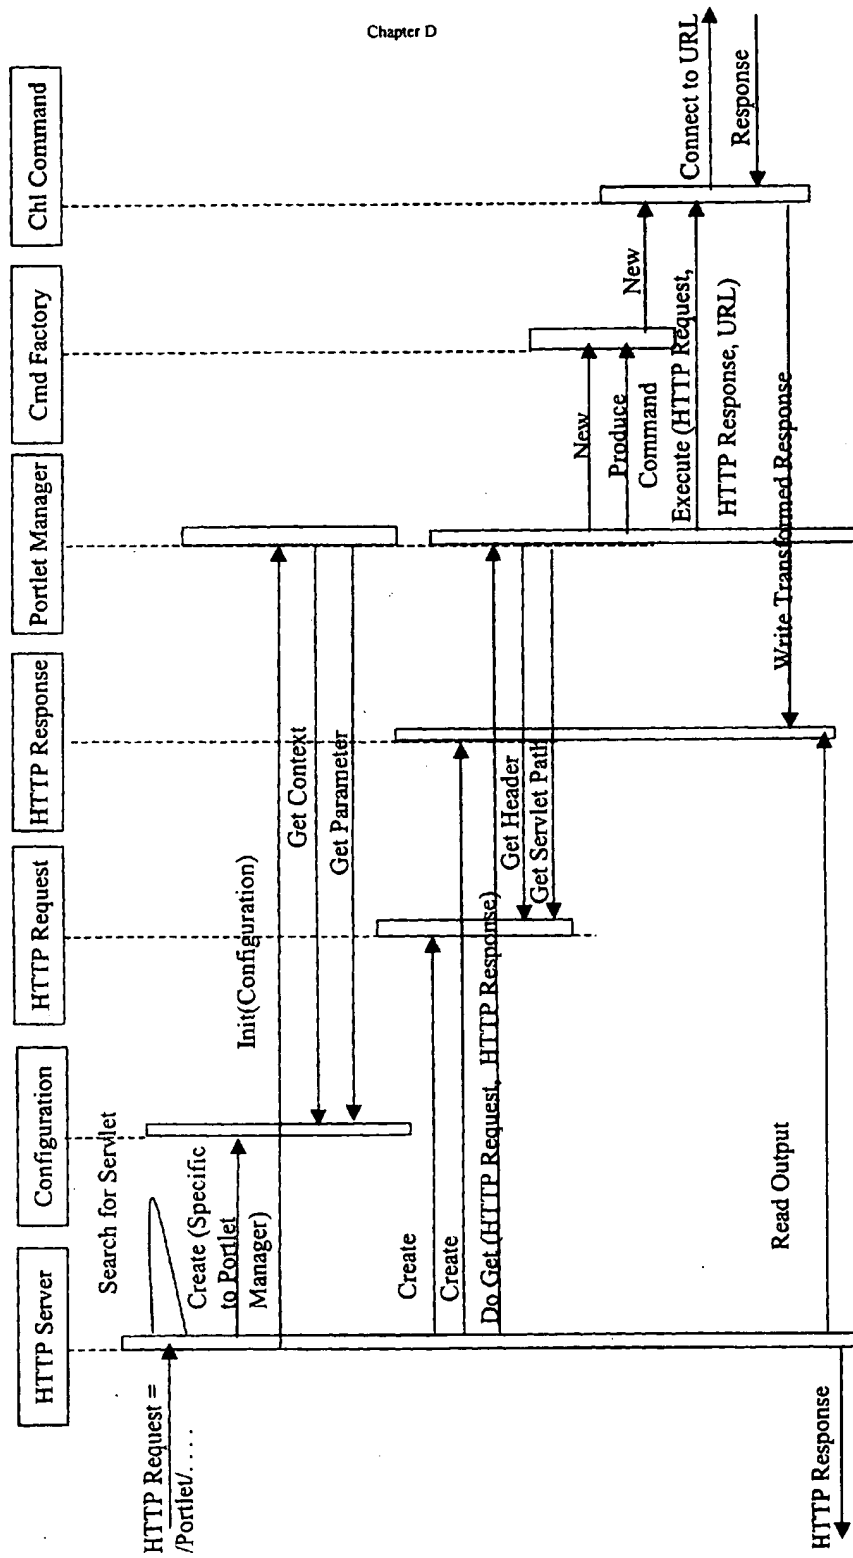 Chapter D
HTTP Server
Configuration
HTTP Request
HTTP Response
Portlet Manager
Cmd Factory
Chl Command
HTTP Request =
/Portlet/. . . .
Search for Servlet
Create (Specific
to Portlet
Manager)
Init(Configuration)
Get Context
Get Parameter
Create
Create
Do Get (HTTP Request, HTTP Response)
Get Header
Get Servlet Path
New
Produce
Command
New
Execute (HTTP Request,
HTTP Response, URL)
Connect to URL
Response
Write Transformed Response
Read Output
HTTP Response